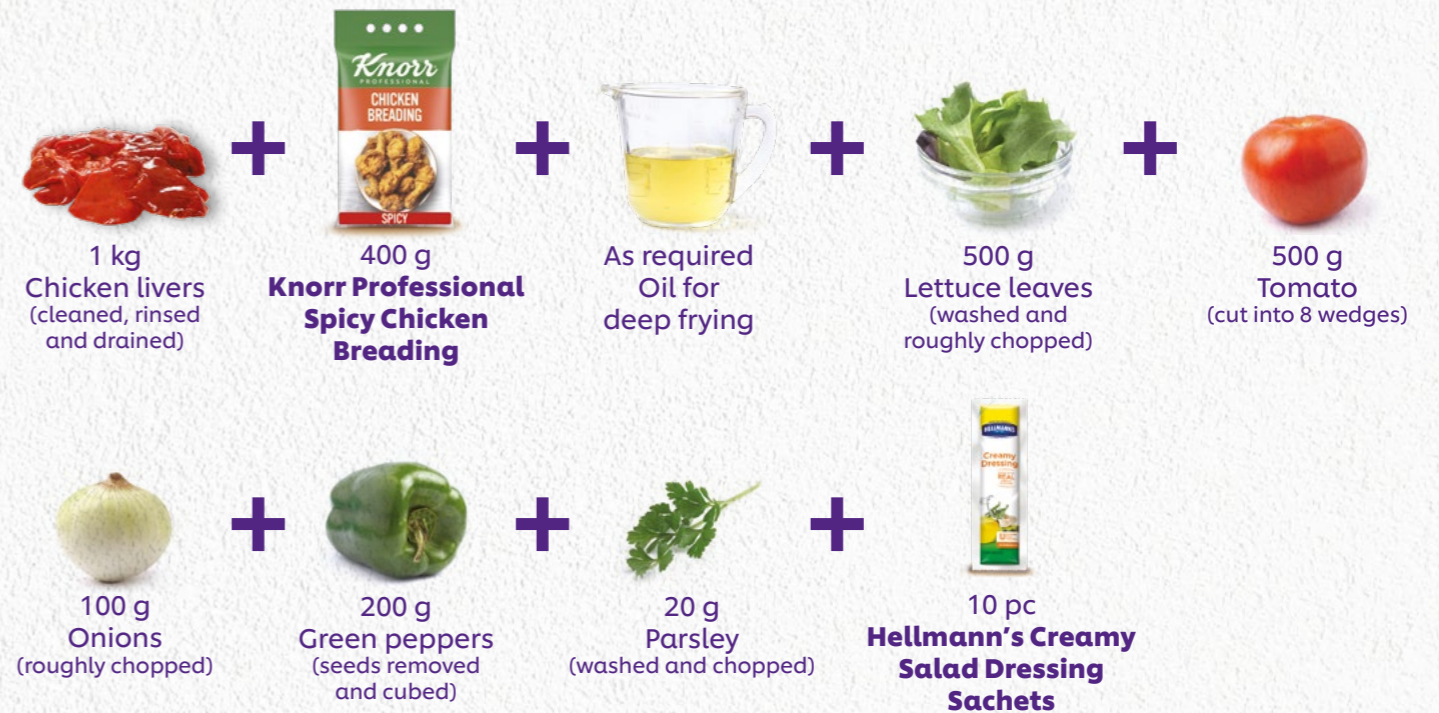 Knorr
PROFESSIONAL
CHICKEN
BREADING
SPICY
1 kg
Chicken livers
(cleaned, rinsed
and drained)
400 g
Knorr Professional
Spicy Chicken
Breading
As required
Oil for
deep frying
500 g
Lettuce leaves
(washed and
roughly chopped)
500 g
Tomato
(cut into 8 wedges)
HELLMANN'S
Creamy
Dressing
REAL
100 g
Onions
(roughly chopped)
200 g
Green peppers
(seeds removed
and cubed)
20 g
Parsley
(washed and chopped)
10 pc
Hellmann's Creamy
Salad Dressing
Sachets